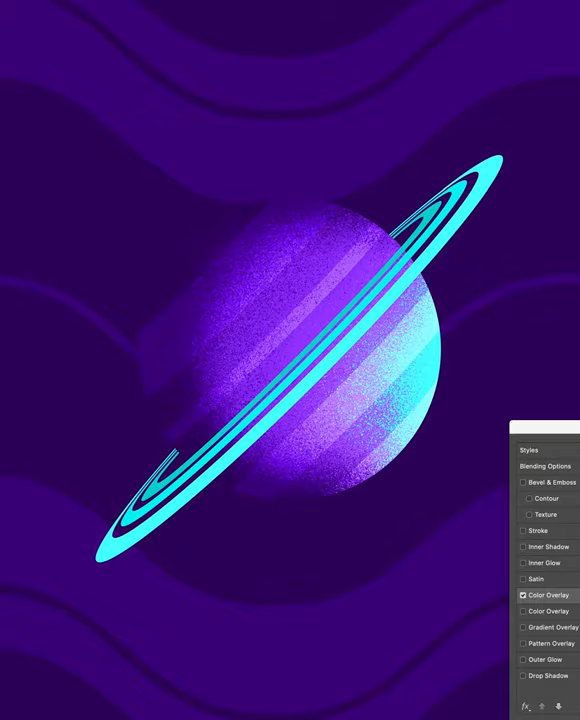 Styles
Blending Options
Bevel & Emboss
Contour
Texture
Stroke
Inner Shadow
Inner Glow
Satin
Color Overlay
Color Overlay
Gradient Overlay
Pattern Overlay
Outer Glow
Drop Shadow
fx